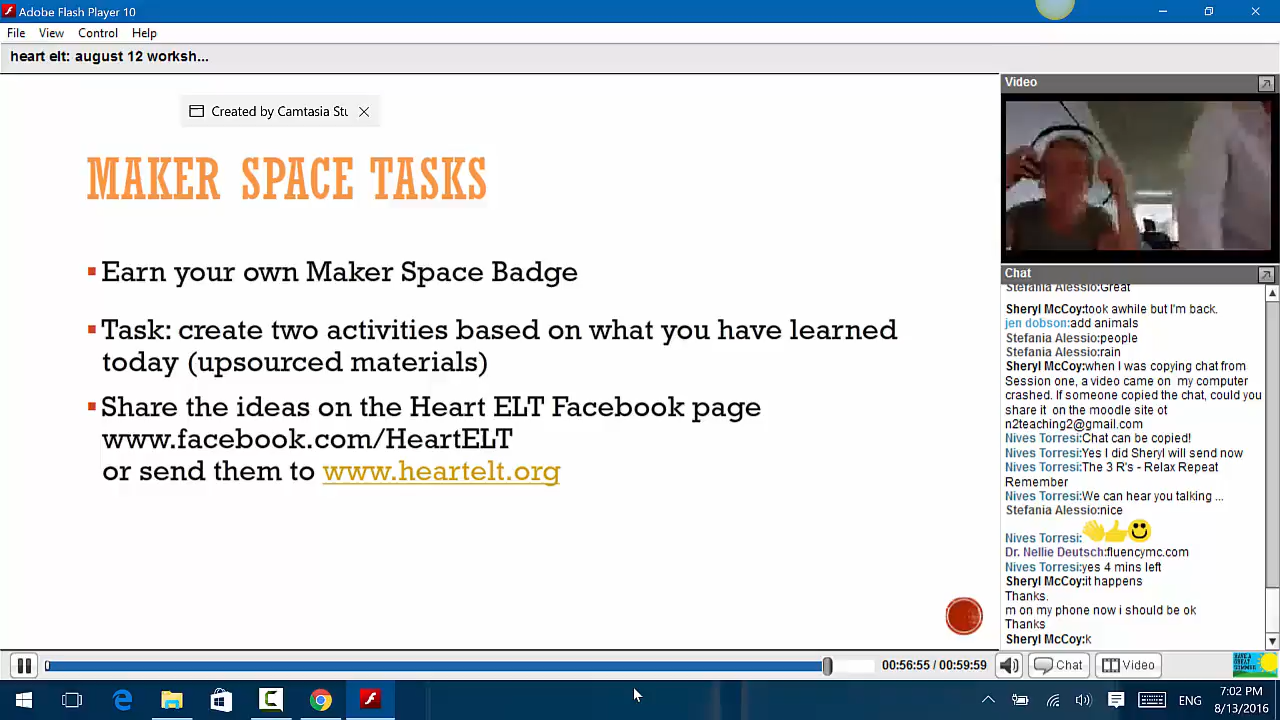 Adobe Flash Player 10
File View Control Help
heart elt: august 12 worksh...
Created by Camtasia Stu
MAKER SPACE TASKS
Earn your own Maker Space Badge
Task: create two activities based on what you have learned
today (upsourced materials)
Share the ideas on the Heart ELT Facebook page
www.facebook.com/HeartELT
or send them to www.heartelt.org
Video
Chat
Stefania Alessio:Great
Sheryl McCoy:took awhile but I'm back.
jen dobson:add animals
Stefania Alessio:people
Stefania Alessio:rain
Sheryl McCoy:when I was copying chat from
Session one, a video came on my computer
crashed. If someone copied the chat, could you
share it on the moodle site ot
n2teaching2@gmail.com
Nives Torresi:Chat can be copied!
Nives Torresi:Yes I did Sheryl will send now
Nives Torresi:The 3 R's - Relax Repeat
Remember
Nives Torresi:We can hear you talking ...
Stefania Alessio:nice
Nives Torresi:
Dr. Nellie Deutsch:fluencymc.com
Nives Torresi:yes 4 mins left
Sheryl McCoy:it happens
Thanks.
m on my phone now i should be ok
Thanks
Sheryl McCoy:k
00:56:55 / 00:59:59
Chat
Video
HAVE A
GREAT
SUMMER
ENG
7:02 PM
8/13/2016